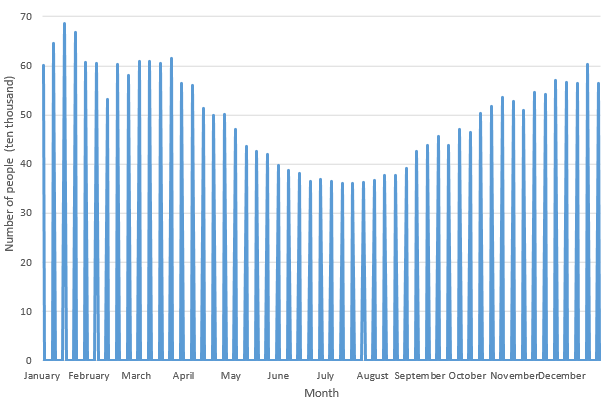 Number of people (ten thousand)
70
60
50
40
30
20
10
0
January February March April May June July August September October November December
Month